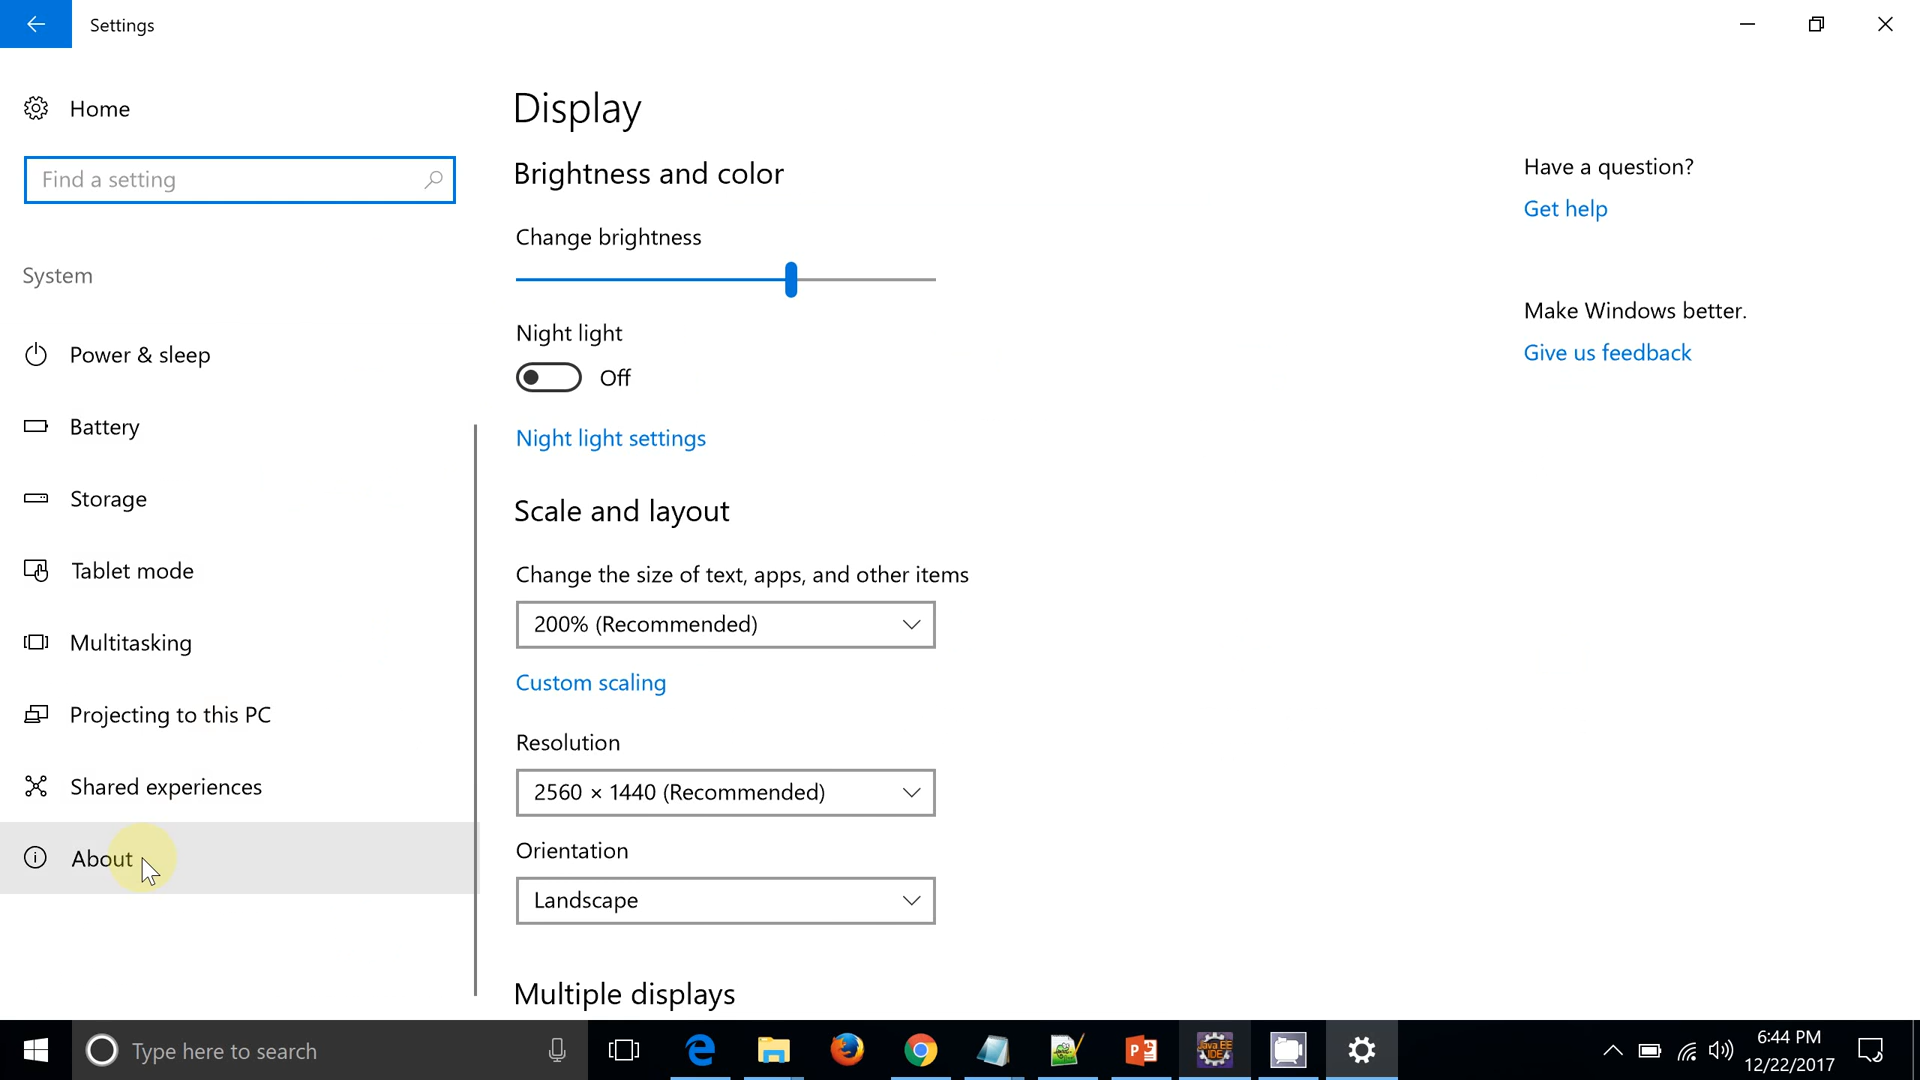 Settings
Home
Find a setting
System
Power & sleep
Battery
Storage
Tablet mode
Multitasking
Projecting to this PC
Shared experiences
About
Display
Brightness and color
Change brightness
Night light
Off
Night light settings
Scale and layout
Change the size of text, apps, and other items
200% (Recommended)
Custom scaling
Resolution
2560 × 1440 (Recommended)
Orientation
Landscape
Multiple displays
Have a question?
Get help
Make Windows better.
Give us feedback
Type here to search
Java EE
IDE
6:44 PM
12/22/2017